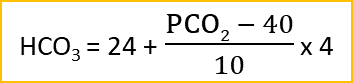 HCO₃ = 24 + (PCO₂ − 40)/10 x 4